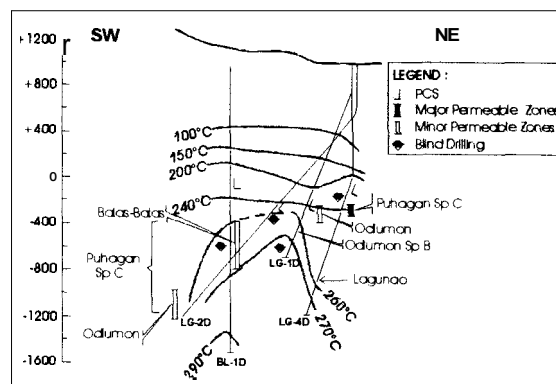 SW
NE
+1200
+800
+400
0
-400
-800
-1200
-1600
LEGEND :
PCS
Major Permeable Zones
Minor Permeable Zones
Blind Drilling
100°C
150°C
200°C
240°C
Balas-Balas
Puhagan
Sp C
Odlumon
Puhagan Sp C
Odlumon
Odlumon Sp B
Lagunao
LG-1D
LG-2D
LG-4D
BL-1D
260°C
270°C
290°C